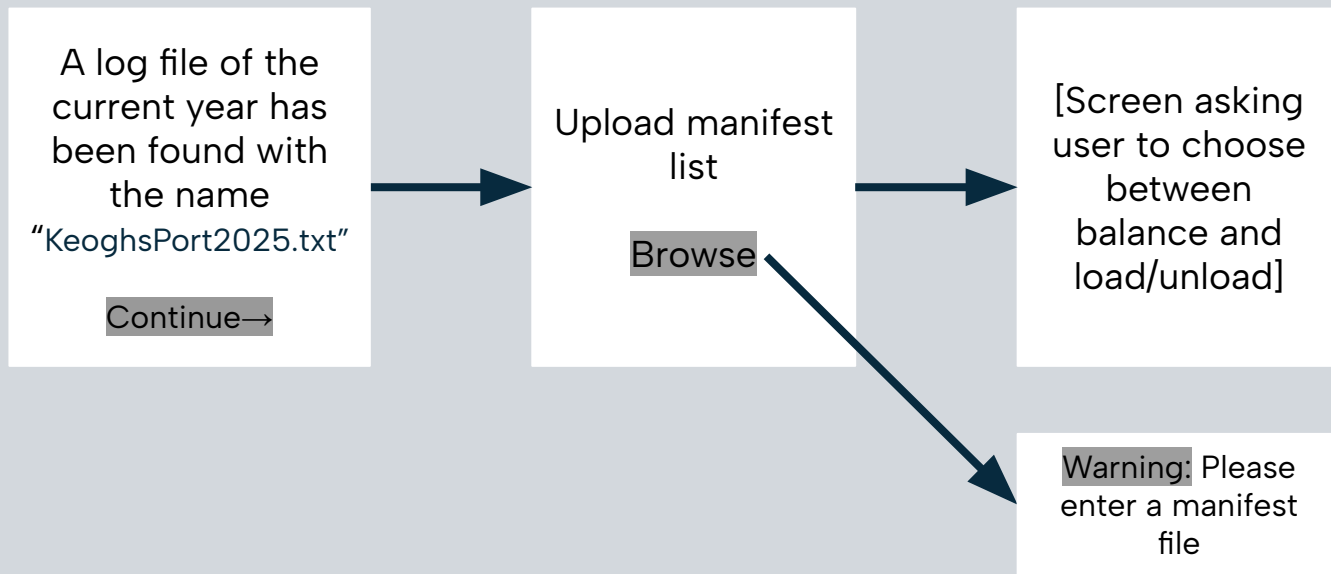 A log file of the
current year has
been found with
the name
“KeoghsPort2025.txt”
Continue→
Upload manifest
list
Browse
[Screen asking
user to choose
between
balance and
load/unload]
Warning: Please
enter a manifest
file